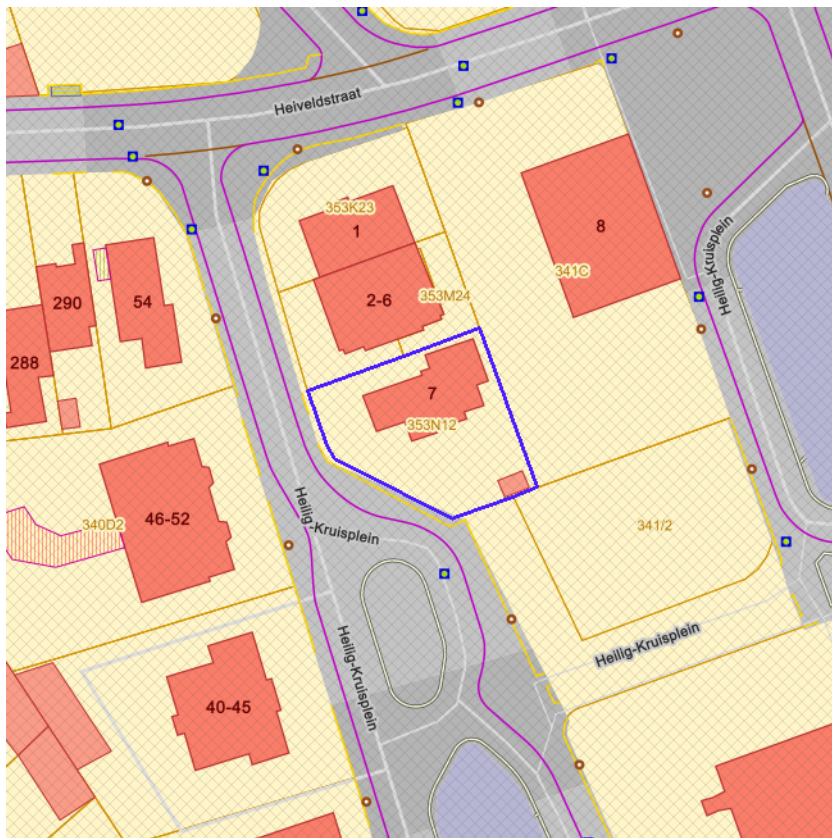 Heiveldstraat
353K23
1
8
2-6
341C
353M24
Heilig-Kruisplein
290
54
288
7
353N12
46-52
340D2
Heilig-Kruisplein
341/2
Heilig-Kruisplein
Heilig-Kruisplein
40-45